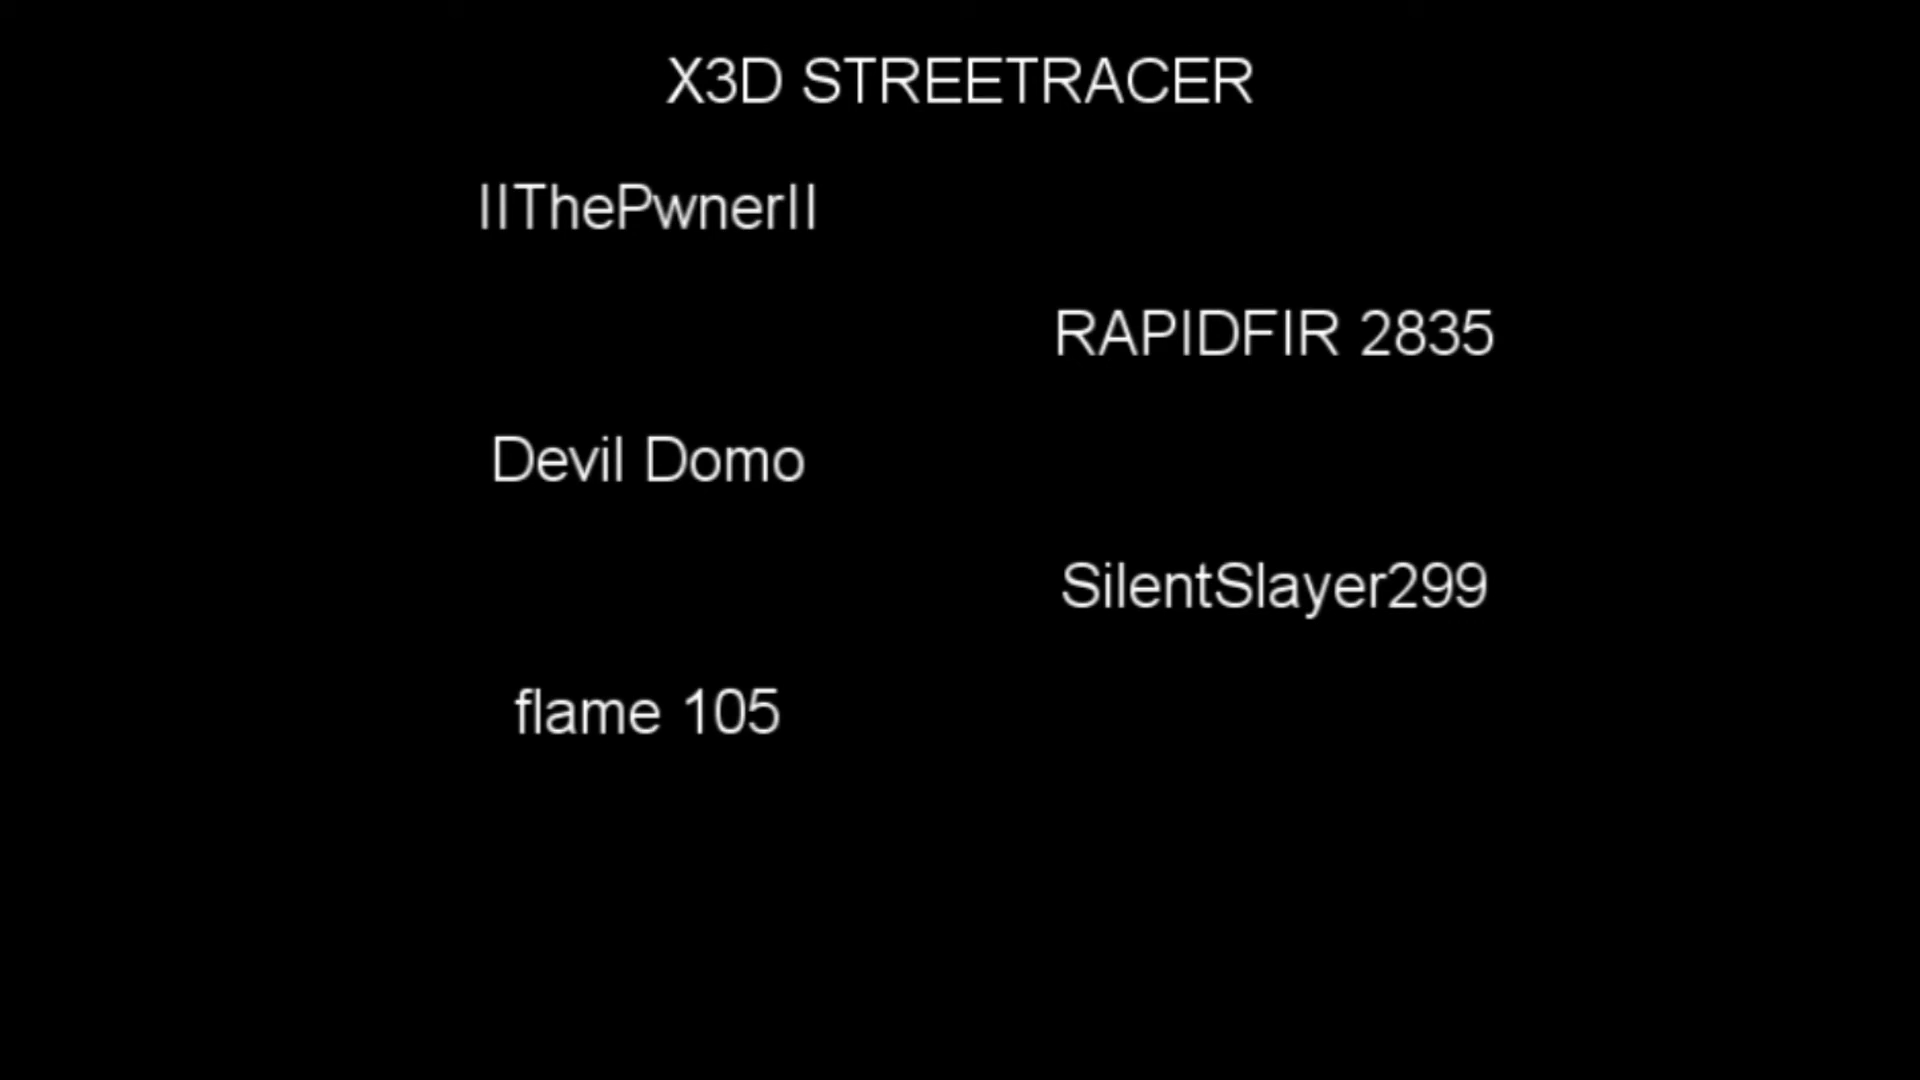 X3D STREETRACER
IIThePwnerII
RAPIDFIR 2835
Devil Domo
SilentSlayer299
flame 105